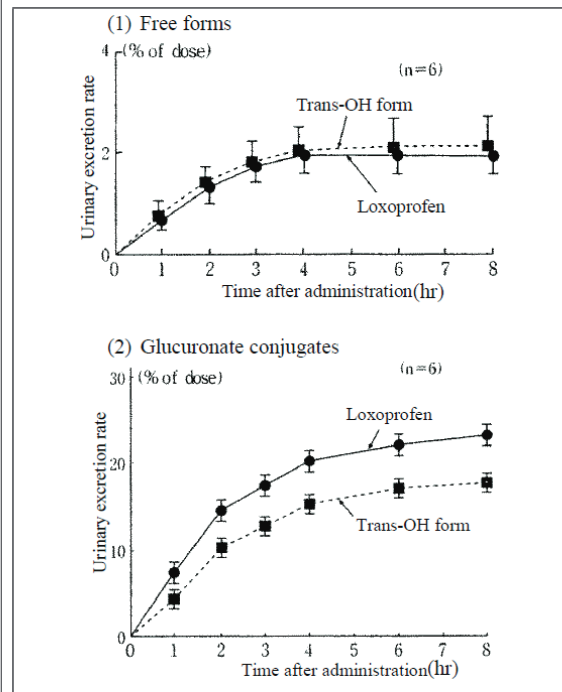 (1) Free forms
4 (% of dose)
(n=6)
Trans-OH form
2
Loxoprofen
Urinary excretion rate
0
0 1 2 3 4 5 6 7 8
Time after administration(hr)
(2) Glucuronate conjugates
30 (% of dose)
(n=6)
Loxoprofen
20
Trans-OH form
10
Urinary excretion rate
0
0 1 2 3 4 5 6 7 8
Time after administration(hr)